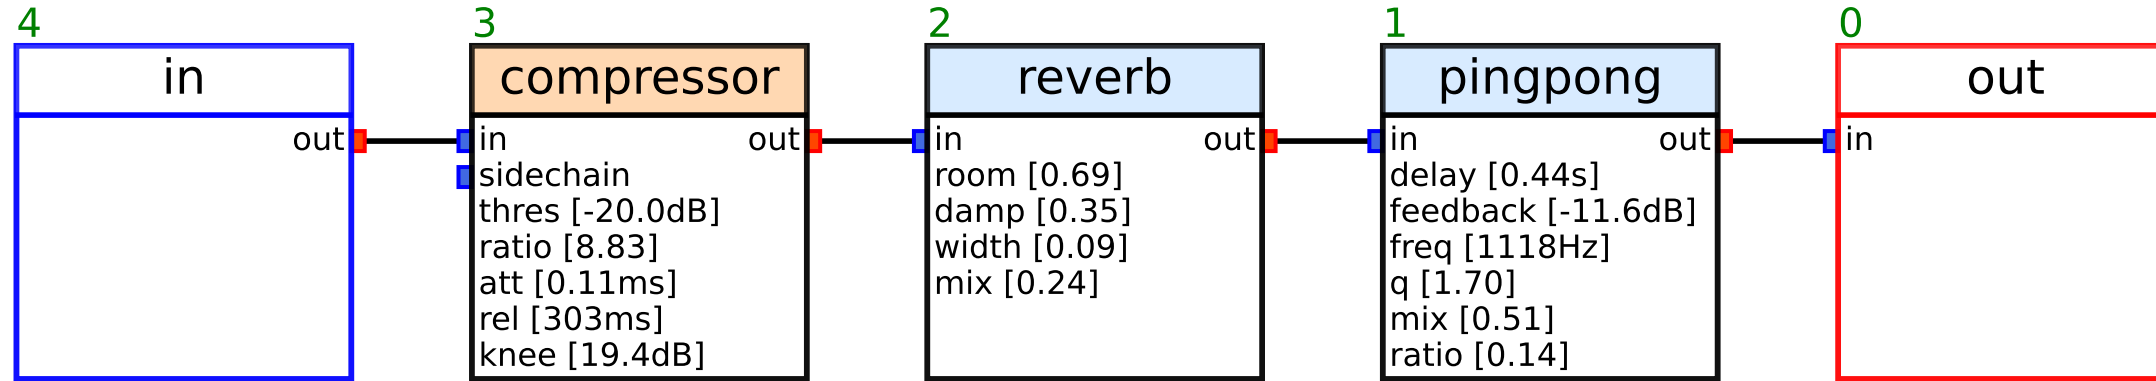 4
in
out
3
compressor
in out
sidechain
thres [-20.0dB]
ratio [8.83]
att [0.11ms]
rel [303ms]
knee [19.4dB]
2
reverb
in out
room [0.69]
damp [0.35]
width [0.09]
mix [0.24]
1
pingpong
in out
delay [0.44s]
feedback [-11.6dB]
freq [1118Hz]
q [1.70]
mix [0.51]
ratio [0.14]
0
out
in